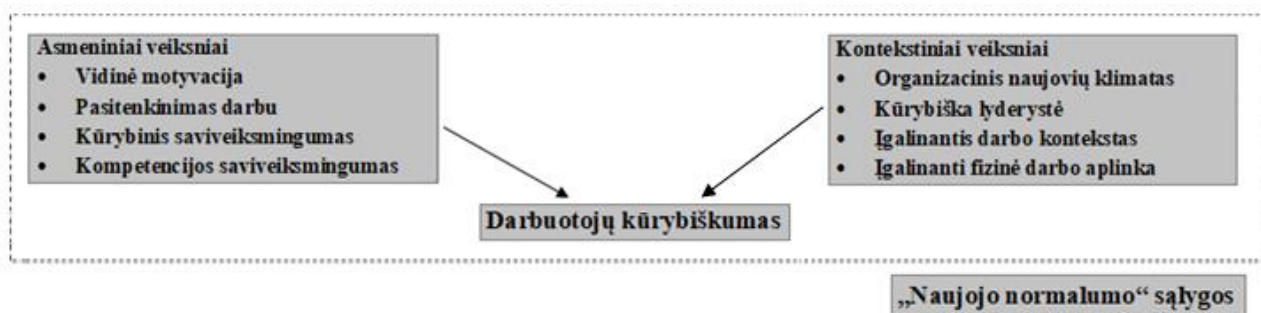 Asmeniniai veiksniai
• Vidinė motyvacija
• Pasitenkinimas darbu
• Kūrybinis saviveiksmingumas
• Kompetencijos saviveiksmingumas
Kontekstiniai veiksniai
• Organizacinis naujovių klimatas
• Kūrybiška lyderystė
• Įgalinantis darbo kontekstas
• Įgalinanti fizinė darbo aplinka
Darbuotojų kūrybiškumas
„Naujojo normalumo“ sąlygos